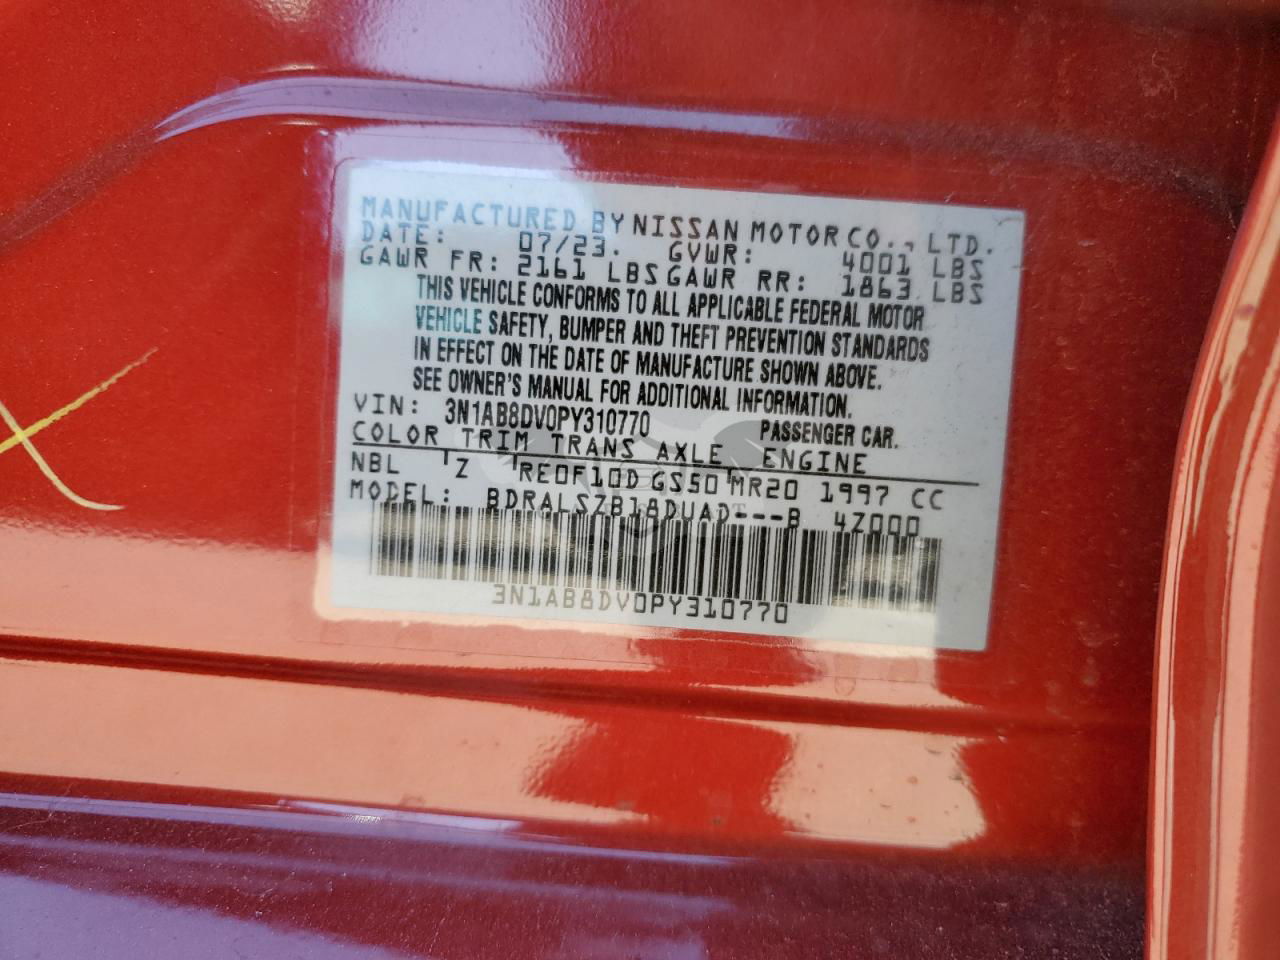 MANUFACTURED BY NISSAN MOTOR CO., LTD.
DATE: 07/23. GVWR: 4001 LBS
GAWR FR: 2161 LBS GAWR RR: 1863 LBS
THIS VEHICLE CONFORMS TO ALL APPLICABLE FEDERAL MOTOR
VEHICLE SAFETY, BUMPER AND THEFT PREVENTION STANDARDS
IN EFFECT ON THE DATE OF MANUFACTURE SHOWN ABOVE.
SEE OWNER'S MANUAL FOR ADDITIONAL INFORMATION.
VIN: 3N1AB8DV0PY310770 PASSENGER CAR.
COLOR TRIM TRANS AXLE ENGINE
NBL Z RE0F10D GS50 MR20 1997 CC
MODEL: BDRALSZB18DUAD---B 4Z000
3N1AB8DV0PY310770